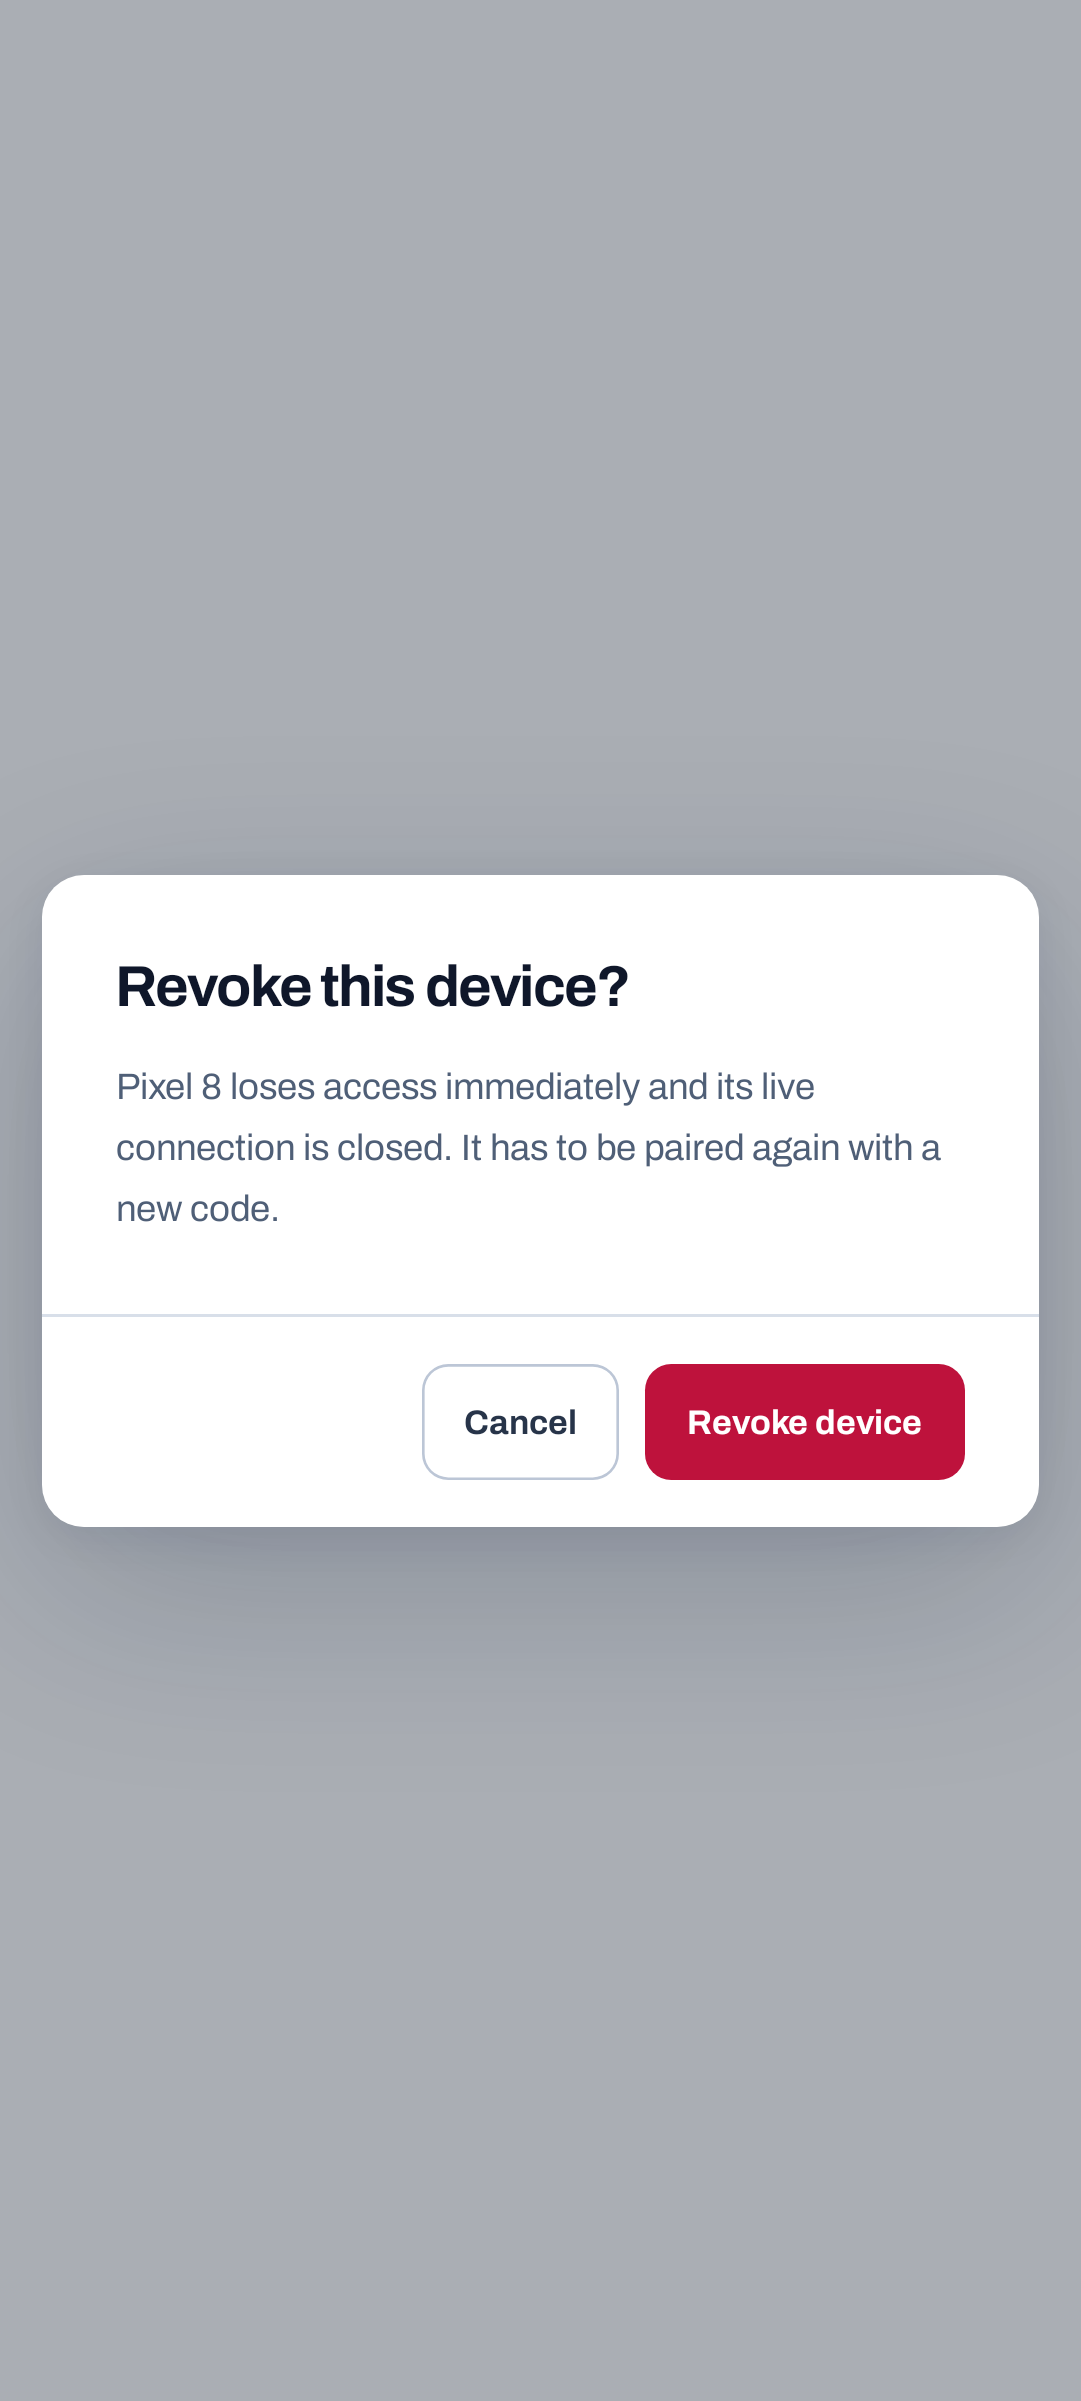 Revoke this device?
Pixel 8 loses access immediately and its live
connection is closed. It has to be paired again with a
new code.
Cancel
Revoke device